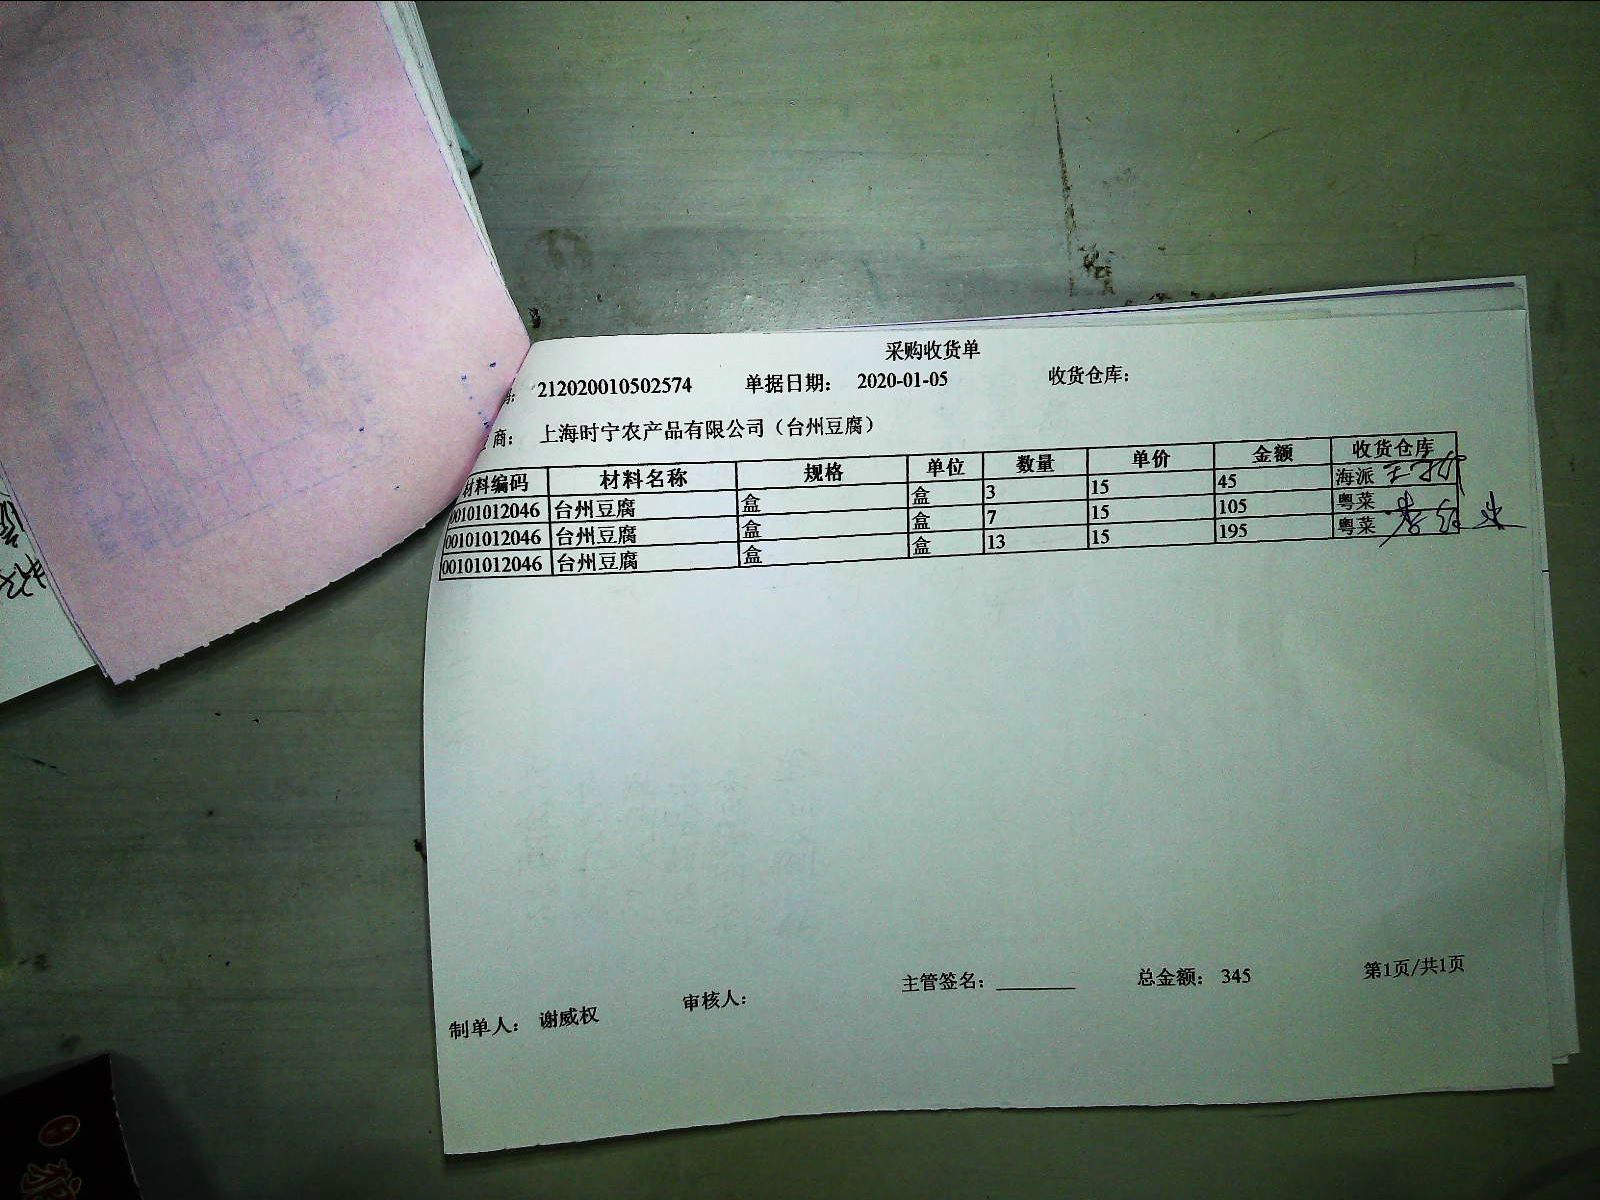 采购收货单
码: 212020010502574 单据日期: 2020-01-05 收货仓库:
商: 上海时宁农产品有限公司（台州豆腐）
材料编码 材料名称 规格 单位 数量 单价 金额 收货仓库
00101012046 台州豆腐 盒 盒 3 15 45 海派
00101012046 台州豆腐 盒 盒 7 15 105 粤菜
00101012046 台州豆腐 盒 盒 13 15 195 粤菜
制单人: 谢威权 审核人: 主管签名: ________ 总金额: 345 第1页/共1页